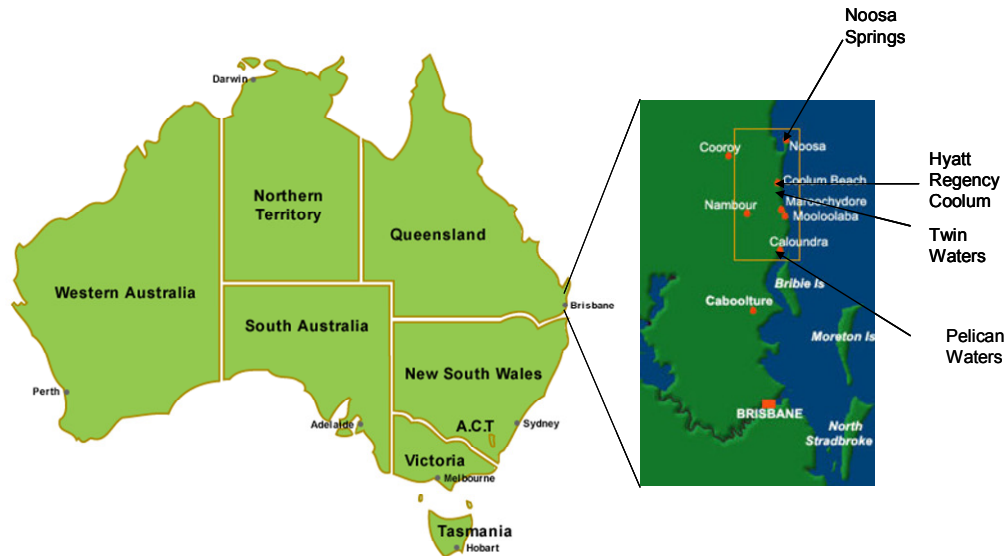 Darwin
Northern
Territory
Queensland
Western Australia
South Australia
Brisbane
New South Wales
Perth
Adelaide
A.C.T
Sydney
Victoria
Melbourne
Tasmania
Hobart
Noosa
Springs
Cooroy
Noosa
Coolum Beach
Nambour
Maroochydore
Mooloolaba
Caloundra
Bribie Is
Caboolture
Moreton Is
BRISBANE
North
Stradbroke
Hyatt
Regency
Coolum
Twin
Waters
Pelican
Waters